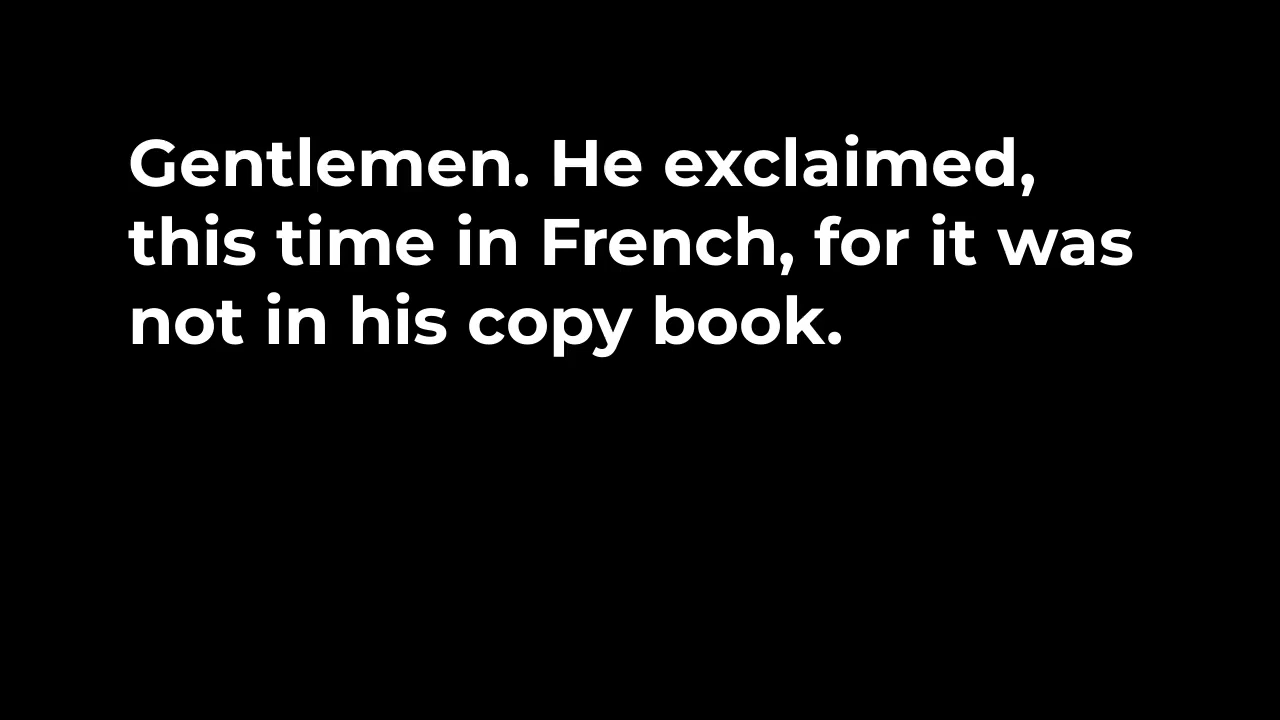 Gentlemen. He exclaimed,
this time in French, for it was
not in his copy book.